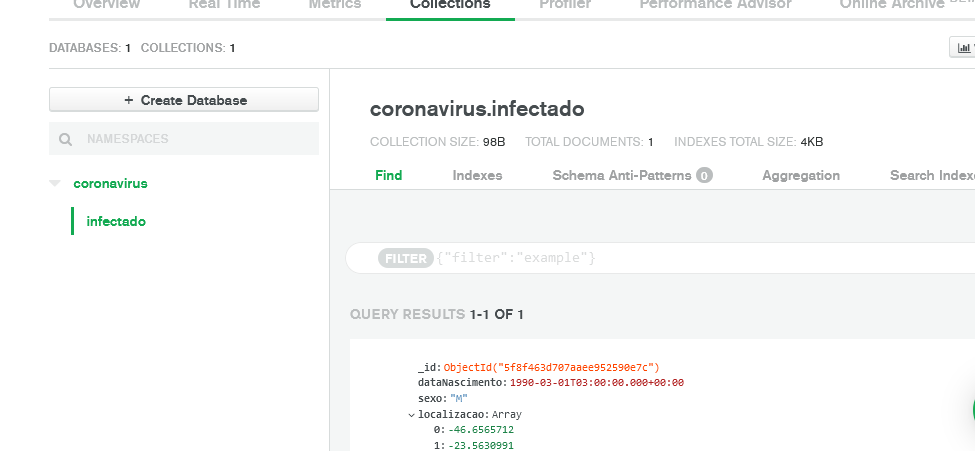 Overview Real Time Metrics Collections Profiler Performance Advisor Online Archive
DATABASES: 1 COLLECTIONS: 1
+ Create Database
NAMESPACES
coronavirus
infectado
coronavirus.infectado
COLLECTION SIZE: 98B TOTAL DOCUMENTS: 1 INDEXES TOTAL SIZE: 4KB
Find Indexes Schema Anti-Patterns 0 Aggregation Search Index
FILTER {"filter":"example"}
QUERY RESULTS 1-1 OF 1
_id: ObjectId("5f8f463d707aaee952590e7c")
dataNascimento: 1990-03-01T03:00:00.000+00:00
sexo: "M"
localizacao: Array
0: -46.6565712
1: -23.5630991